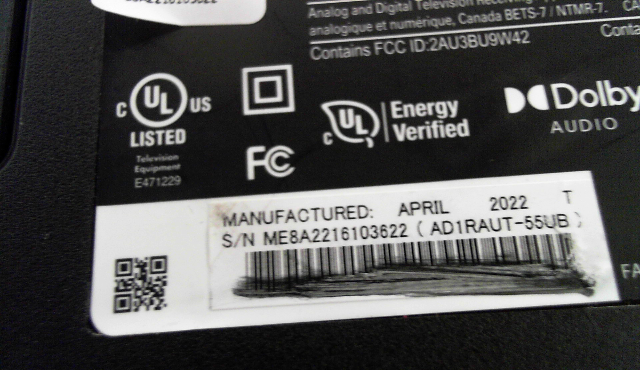 Analog and Digital Television
analogique et numérique, Canada BETS-7 / NTMR-7.
Contains FCC ID:2AU3BU9W42
C UL US
LISTED
Television
Equipment
E471229
FC
C UL
Energy
Verified
Dolby
AUDIO
MANUFACTURED: APRIL 2022 T
S/N ME8A2216103622 ( AD1RAUT-55UB )